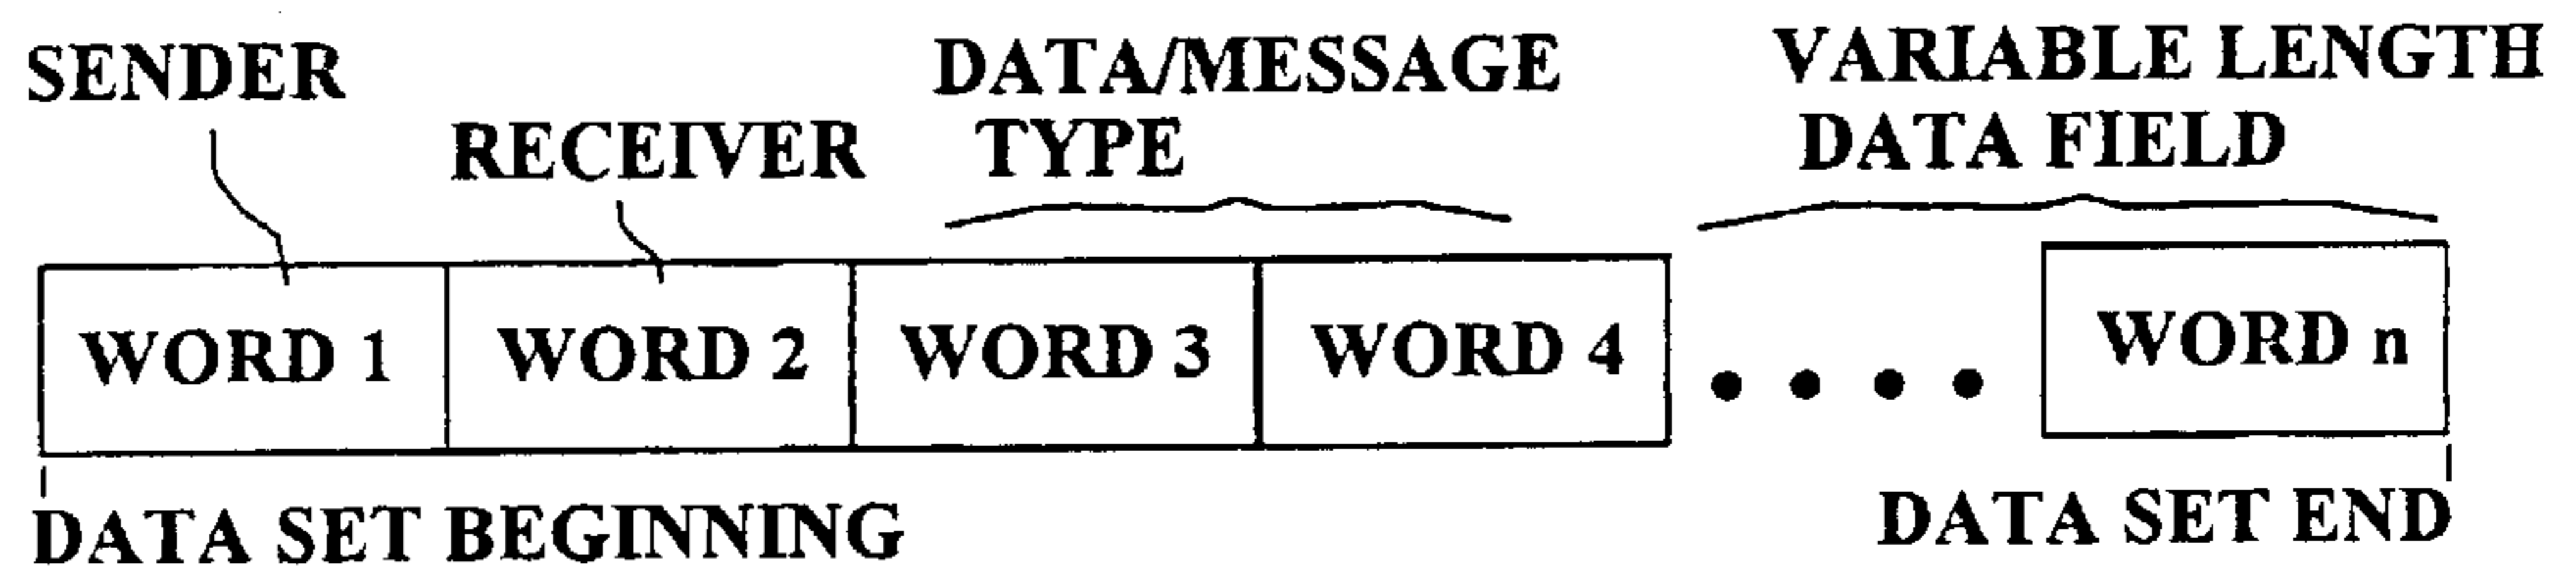 SENDER
RECEIVER
DATA/MESSAGE
TYPE
VARIABLE LENGTH
DATA FIELD
WORD 1
WORD 2
WORD 3
WORD 4
WORD n
DATA SET BEGINNING
DATA SET END